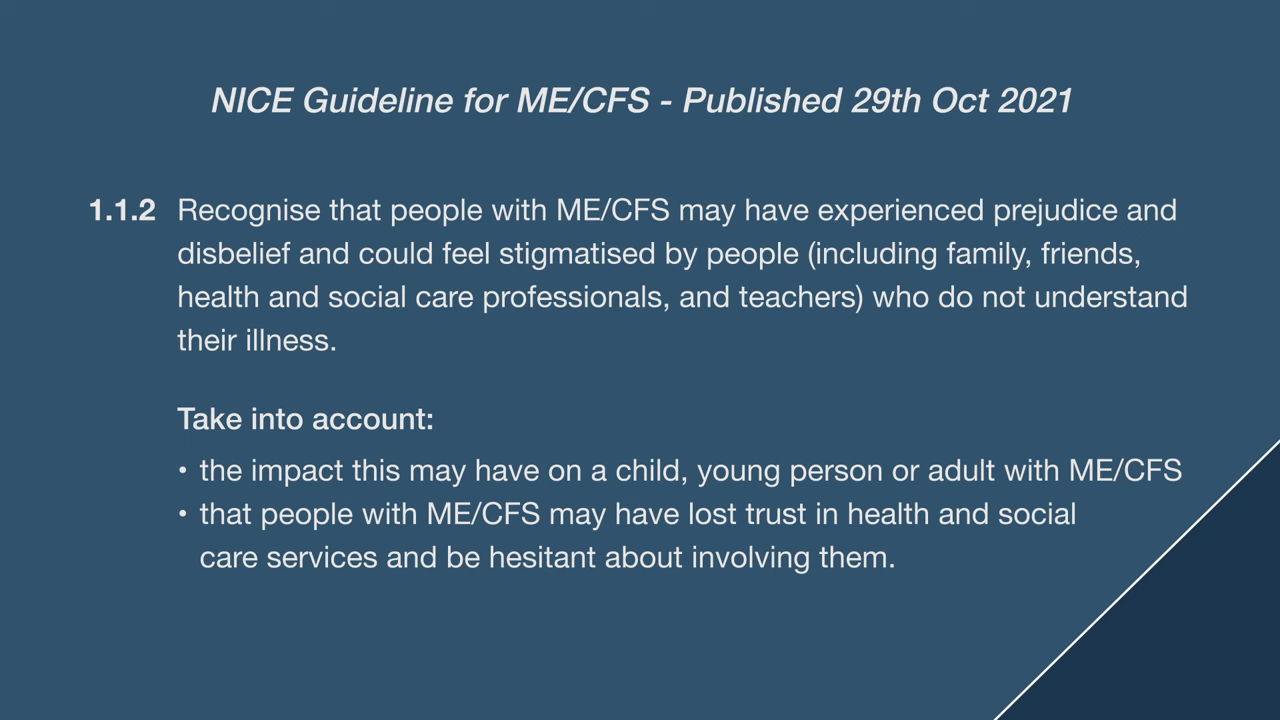 NICE Guideline for ME/CFS - Published 29th Oct 2021
1.1.2 Recognise that people with ME/CFS may have experienced prejudice and
disbelief and could feel stigmatised by people (including family, friends,
health and social care professionals, and teachers) who do not understand
their illness.
Take into account:
• the impact this may have on a child, young person or adult with ME/CFS
• that people with ME/CFS may have lost trust in health and social
care services and be hesitant about involving them.